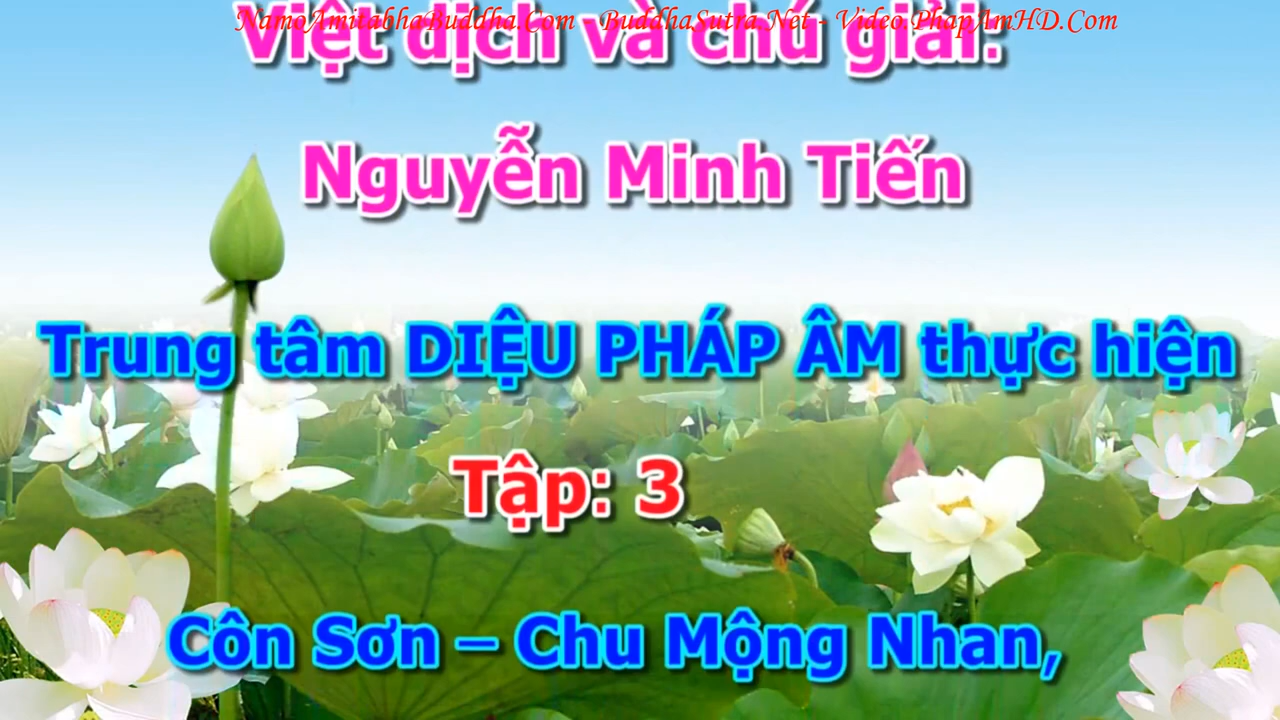 NamoAmitabhaBuddha.Com - BuddhaSutra.Net - Video.PhapAmHD.Com
Việt dịch và chú giải:
Nguyễn Minh Tiến
Trung tâm DIỆU PHÁP ÂM thực hiện
Tập: 3
Côn Sơn – Chu Mộng Nhan,